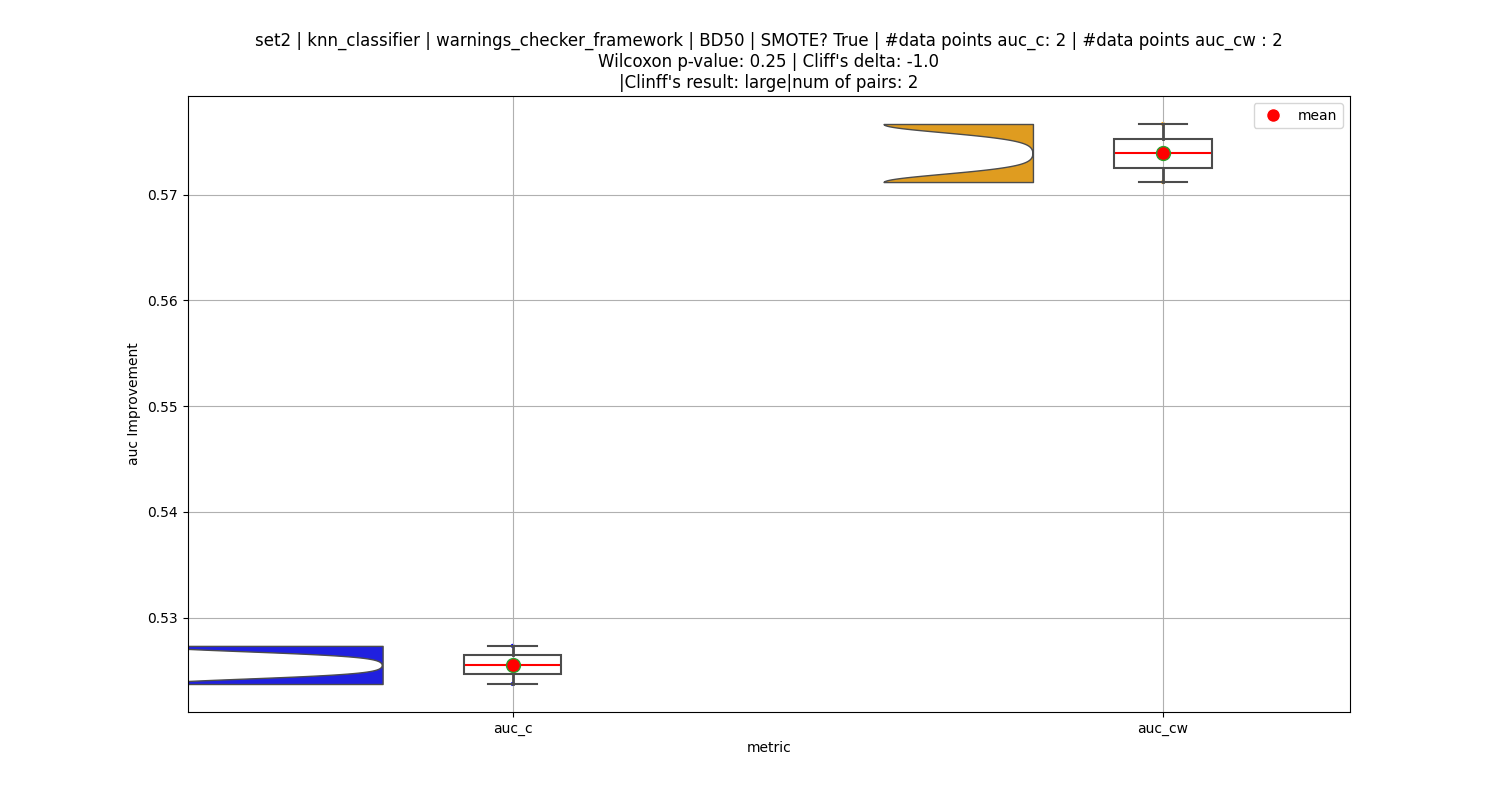 set2 | knn_classifier | warnings_checker_framework | BD50 | SMOTE? True | #data points auc_c: 2 | #data points auc_cw : 2
Wilcoxon p-value: 0.25 | Cliff's delta: -1.0
|Clinff's result: large|num of pairs: 2
mean
0.57
0.56
0.55
0.54
0.53
auc Improvement
auc_c
auc_cw
metric